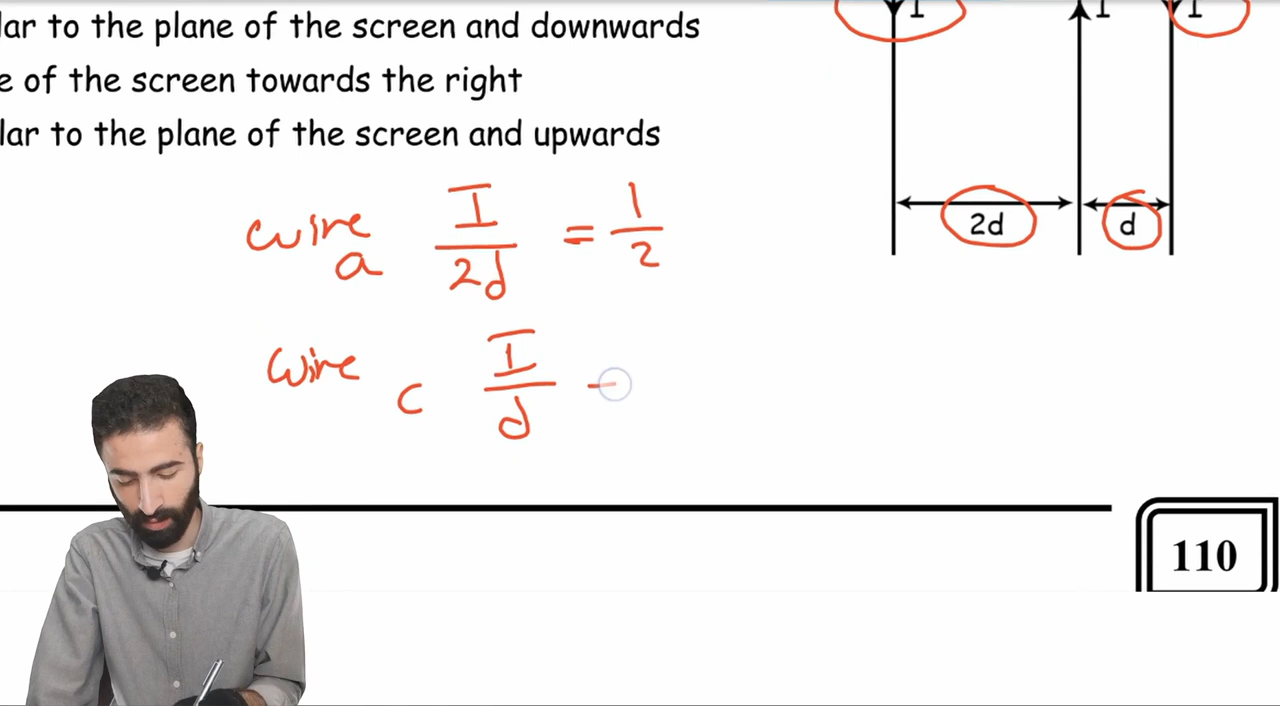 lar to the plane of the screen and downwards
e of the screen towards the right
lar to the plane of the screen and upwards
I I I
2d d
wire a I/2d = 1/2
wire c I/d -
110